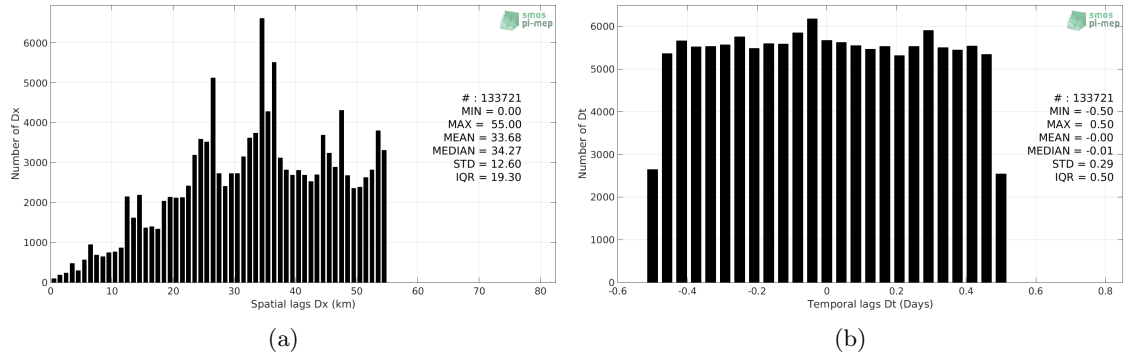 smos
pi-mep
6000
5000
4000
3000
2000
1000
0
Number of Dx
# : 133721
MIN = 0.00
MAX = 55.00
MEAN = 33.68
MEDIAN = 34.27
STD = 12.60
IQR = 19.30
0 10 20 30 40 50 60 70 80
Spatial lags Dx (km)
(a)
smos
pi-mep
6000
5000
4000
3000
2000
1000
0
Number of Dt
# : 133721
MIN = -0.50
MAX = 0.50
MEAN = -0.00
MEDIAN = -0.01
STD = 0.29
IQR = 0.50
-0.6 -0.4 -0.2 0 0.2 0.4 0.6 0.8
Temporal lags Dt (Days)
(b)